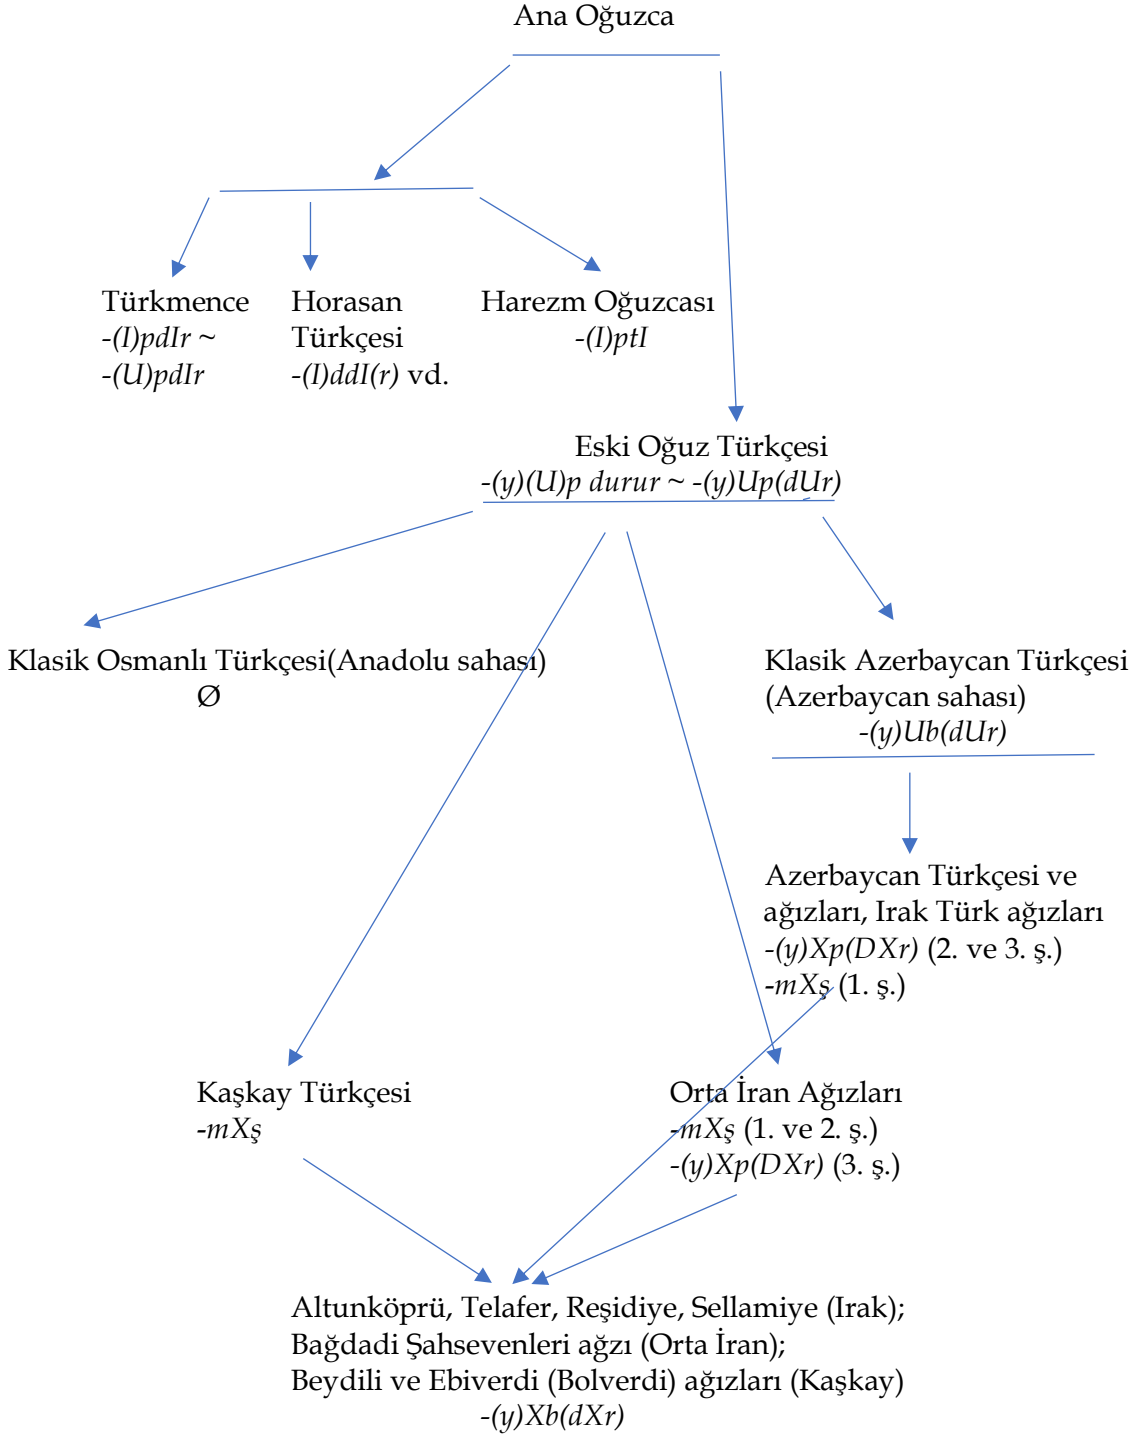 Ana Oğuzca
Türkmence
-(I)pdIr ~
-(U)pdIr
Horasan
Türkçesi
-(I)ddI(r) vd.
Harezm Oğuzcası
-(I)ptI
Eski Oğuz Türkçesi
-(y)(U)p durur ~ -(y)Up(dUr)
Klasik Osmanlı Türkçesi(Anadolu sahası)
Ø
Klasik Azerbaycan Türkçesi
(Azerbaycan sahası)
-(y)Ub(dUr)
Azerbaycan Türkçesi ve
ağızları, Irak Türk ağızları
-(y)Xp(DXr) (2. ve 3. ş.)
-mXş (1. ş.)
Kaşkay Türkçesi
-mXş
Orta İran Ağızları
-mXş (1. ve 2. ş.)
-(y)Xp(DXr) (3. ş.)
Altunköprü, Telafer, Reşidiye, Sellamiye (Irak);
Bağdadi Şahsevenleri ağzı (Orta İran);
Beydili ve Ebiverdi (Bolverdi) ağızları (Kaşkay)
-(y)Xb(dXr)